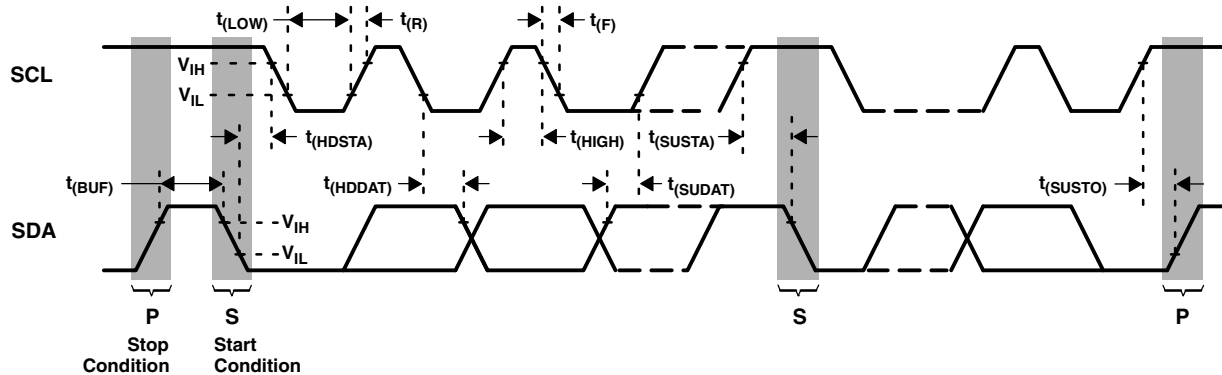 t(LOW) t(R) t(F)
SCL
VIH
VIL
t(HDSTA) t(HIGH) t(SUSTA)
t(BUF) t(HDDAT) t(SUDAT) t(SUSTO)
SDA
VIH
VIL
P S S P
Stop Condition
Start Condition